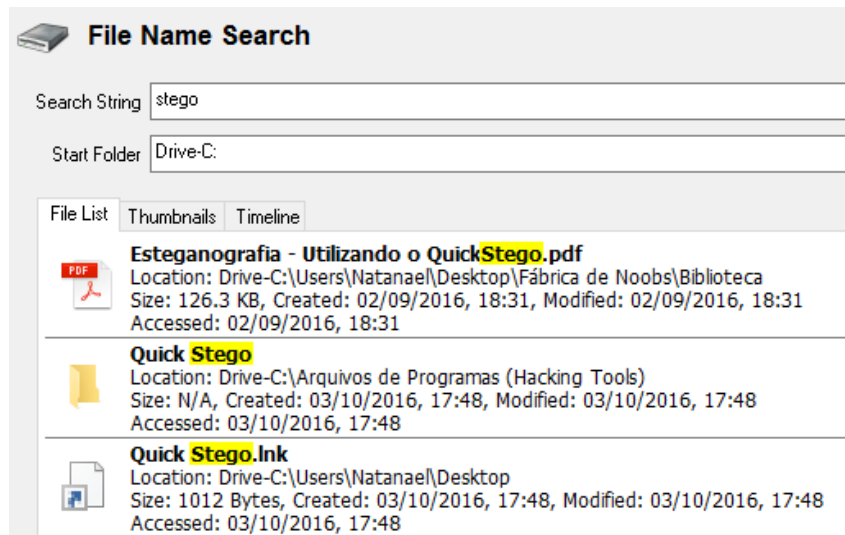 File Name Search
Search String stego
Start Folder Drive-C:
File List Thumbnails Timeline
PDF
Esteganografia - Utilizando o QuickStego.pdf
Location: Drive-C:\Users\Natanael\Desktop\Fábrica de Noobs\Biblioteca
Size: 126.3 KB, Created: 02/09/2016, 18:31, Modified: 02/09/2016, 18:31
Accessed: 02/09/2016, 18:31
Quick Stego
Location: Drive-C:\Arquivos de Programas (Hacking Tools)
Size: N/A, Created: 03/10/2016, 17:48, Modified: 03/10/2016, 17:48
Accessed: 03/10/2016, 17:48
Quick Stego.lnk
Location: Drive-C:\Users\Natanael\Desktop
Size: 1012 Bytes, Created: 03/10/2016, 17:48, Modified: 03/10/2016, 17:48
Accessed: 03/10/2016, 17:48